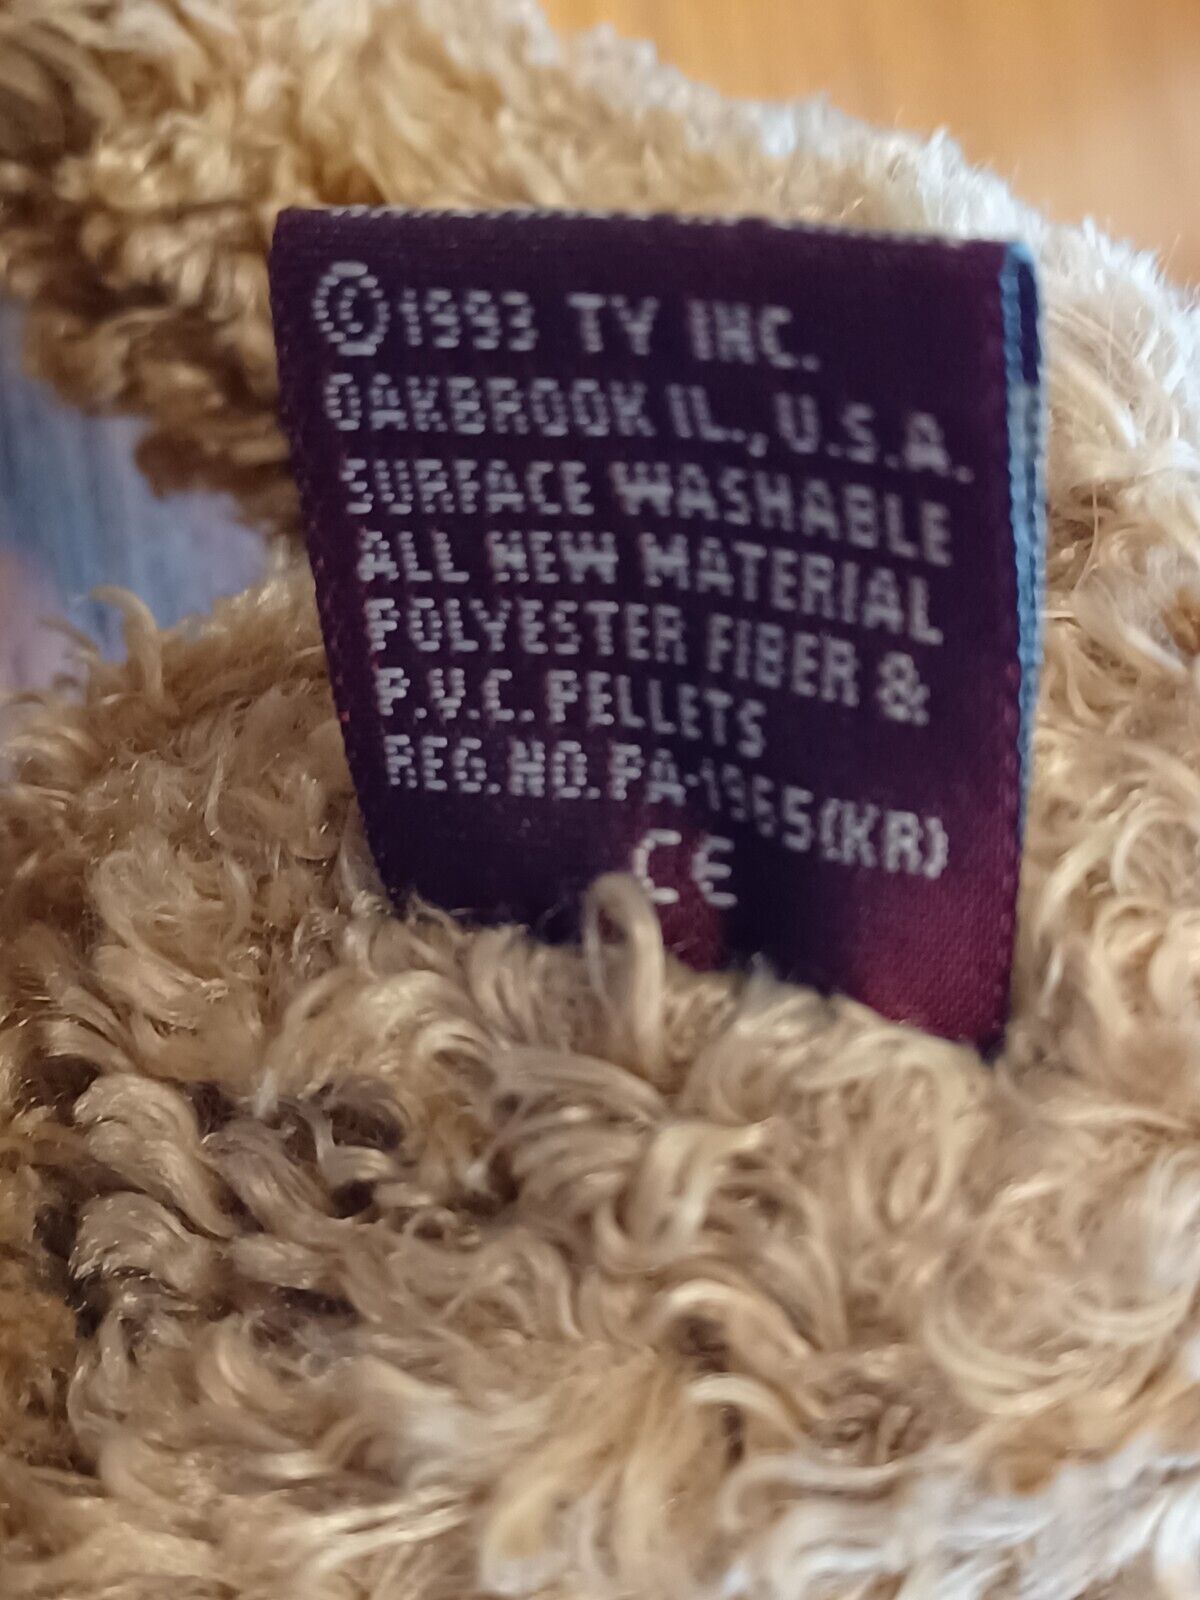 ©1993 TY INC.
OAKBROOK IL., U.S.A.
SURFACE WASHABLE
ALL NEW MATERIAL
POLYESTER FIBER &
P.V.C. PELLETS
REG.NO.PA-1965(KR)
CE